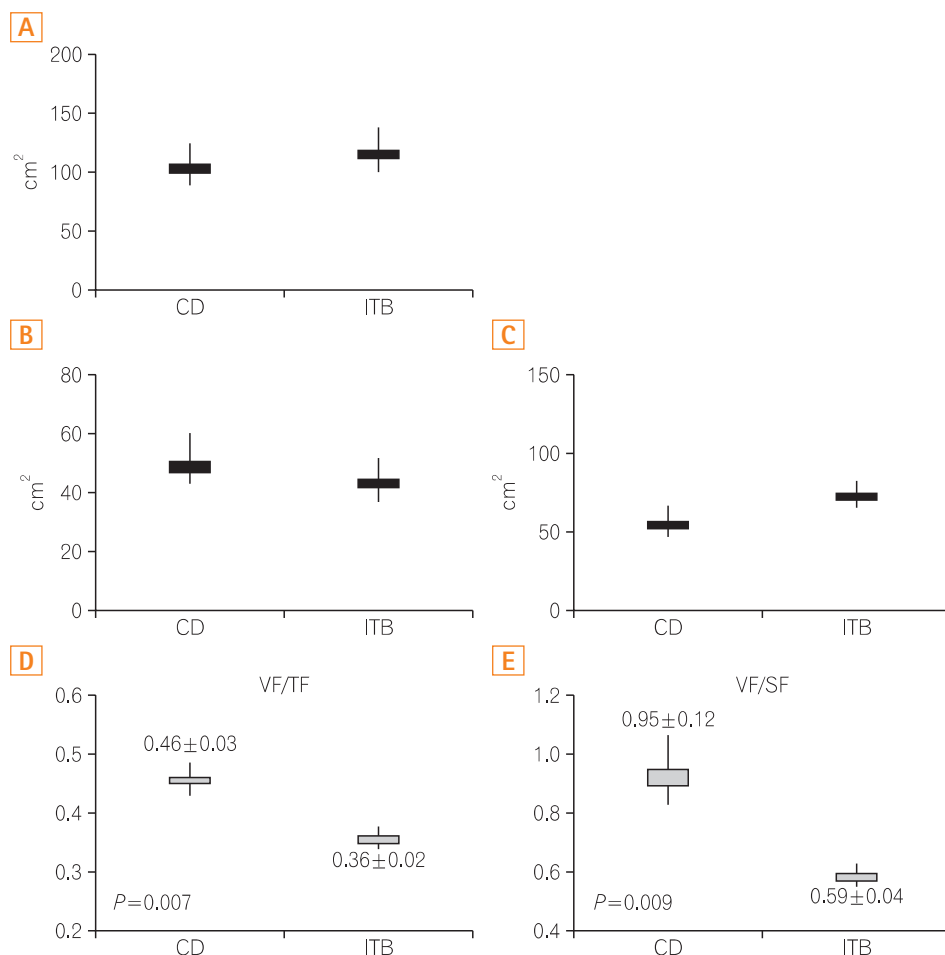 A
200
150
100
50
0
cm²
CD ITB
B
80
60
40
20
0
cm²
CD ITB
C
150
100
50
0
cm²
CD ITB
D
VF/TF
0.6
0.5
0.4
0.3
0.2
0.46±0.03
0.36±0.02
P=0.007
CD ITB
E
VF/SF
1.2
1.0
0.8
0.6
0.4
0.95±0.12
0.59±0.04
P=0.009
CD ITB